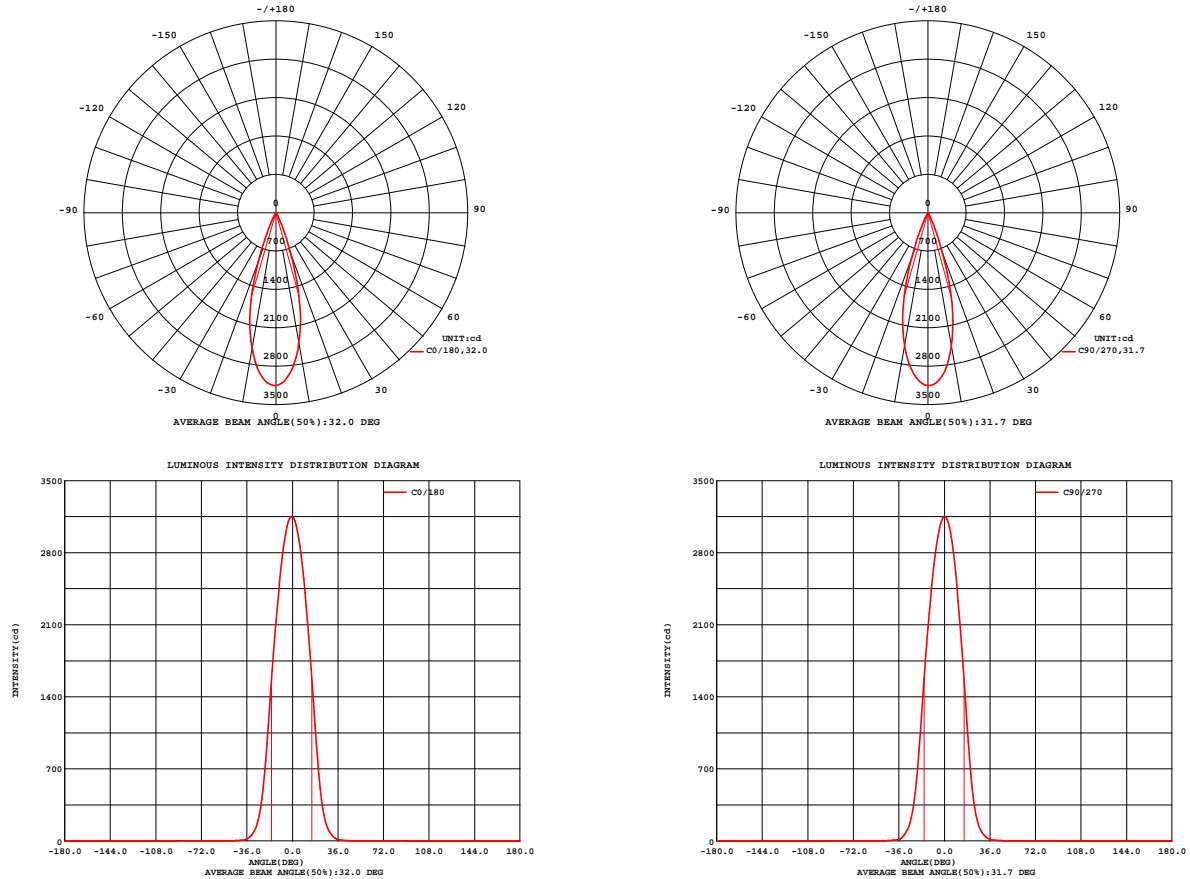 -/+180
-150
150
-120
120
-90
90
-60
60
-30
30
0
0
700
1400
2100
2800
3500
UNIT:cd
C0/180,32.0
AVERAGE BEAM ANGLE(50%):32.0 DEG
-/+180
-150
150
-120
120
-90
90
-60
60
-30
30
0
0
700
1400
2100
2800
3500
UNIT:cd
C90/270,31.7
AVERAGE BEAM ANGLE(50%):31.7 DEG
LUMINOUS INTENSITY DISTRIBUTION DIAGRAM
C0/180
INTENSITY(cd)
3500
2800
2100
1400
700
0
-180.0 -144.0 -108.0 -72.0 -36.0 0.0 36.0 72.0 108.0 144.0 180.0
ANGLE(DEG)
AVERAGE BEAM ANGLE(50%):32.0 DEG
LUMINOUS INTENSITY DISTRIBUTION DIAGRAM
C90/270
INTENSITY(cd)
3500
2800
2100
1400
700
0
-180.0 -144.0 -108.0 -72.0 -36.0 0.0 36.0 72.0 108.0 144.0 180.0
ANGLE(DEG)
AVERAGE BEAM ANGLE(50%):31.7 DEG